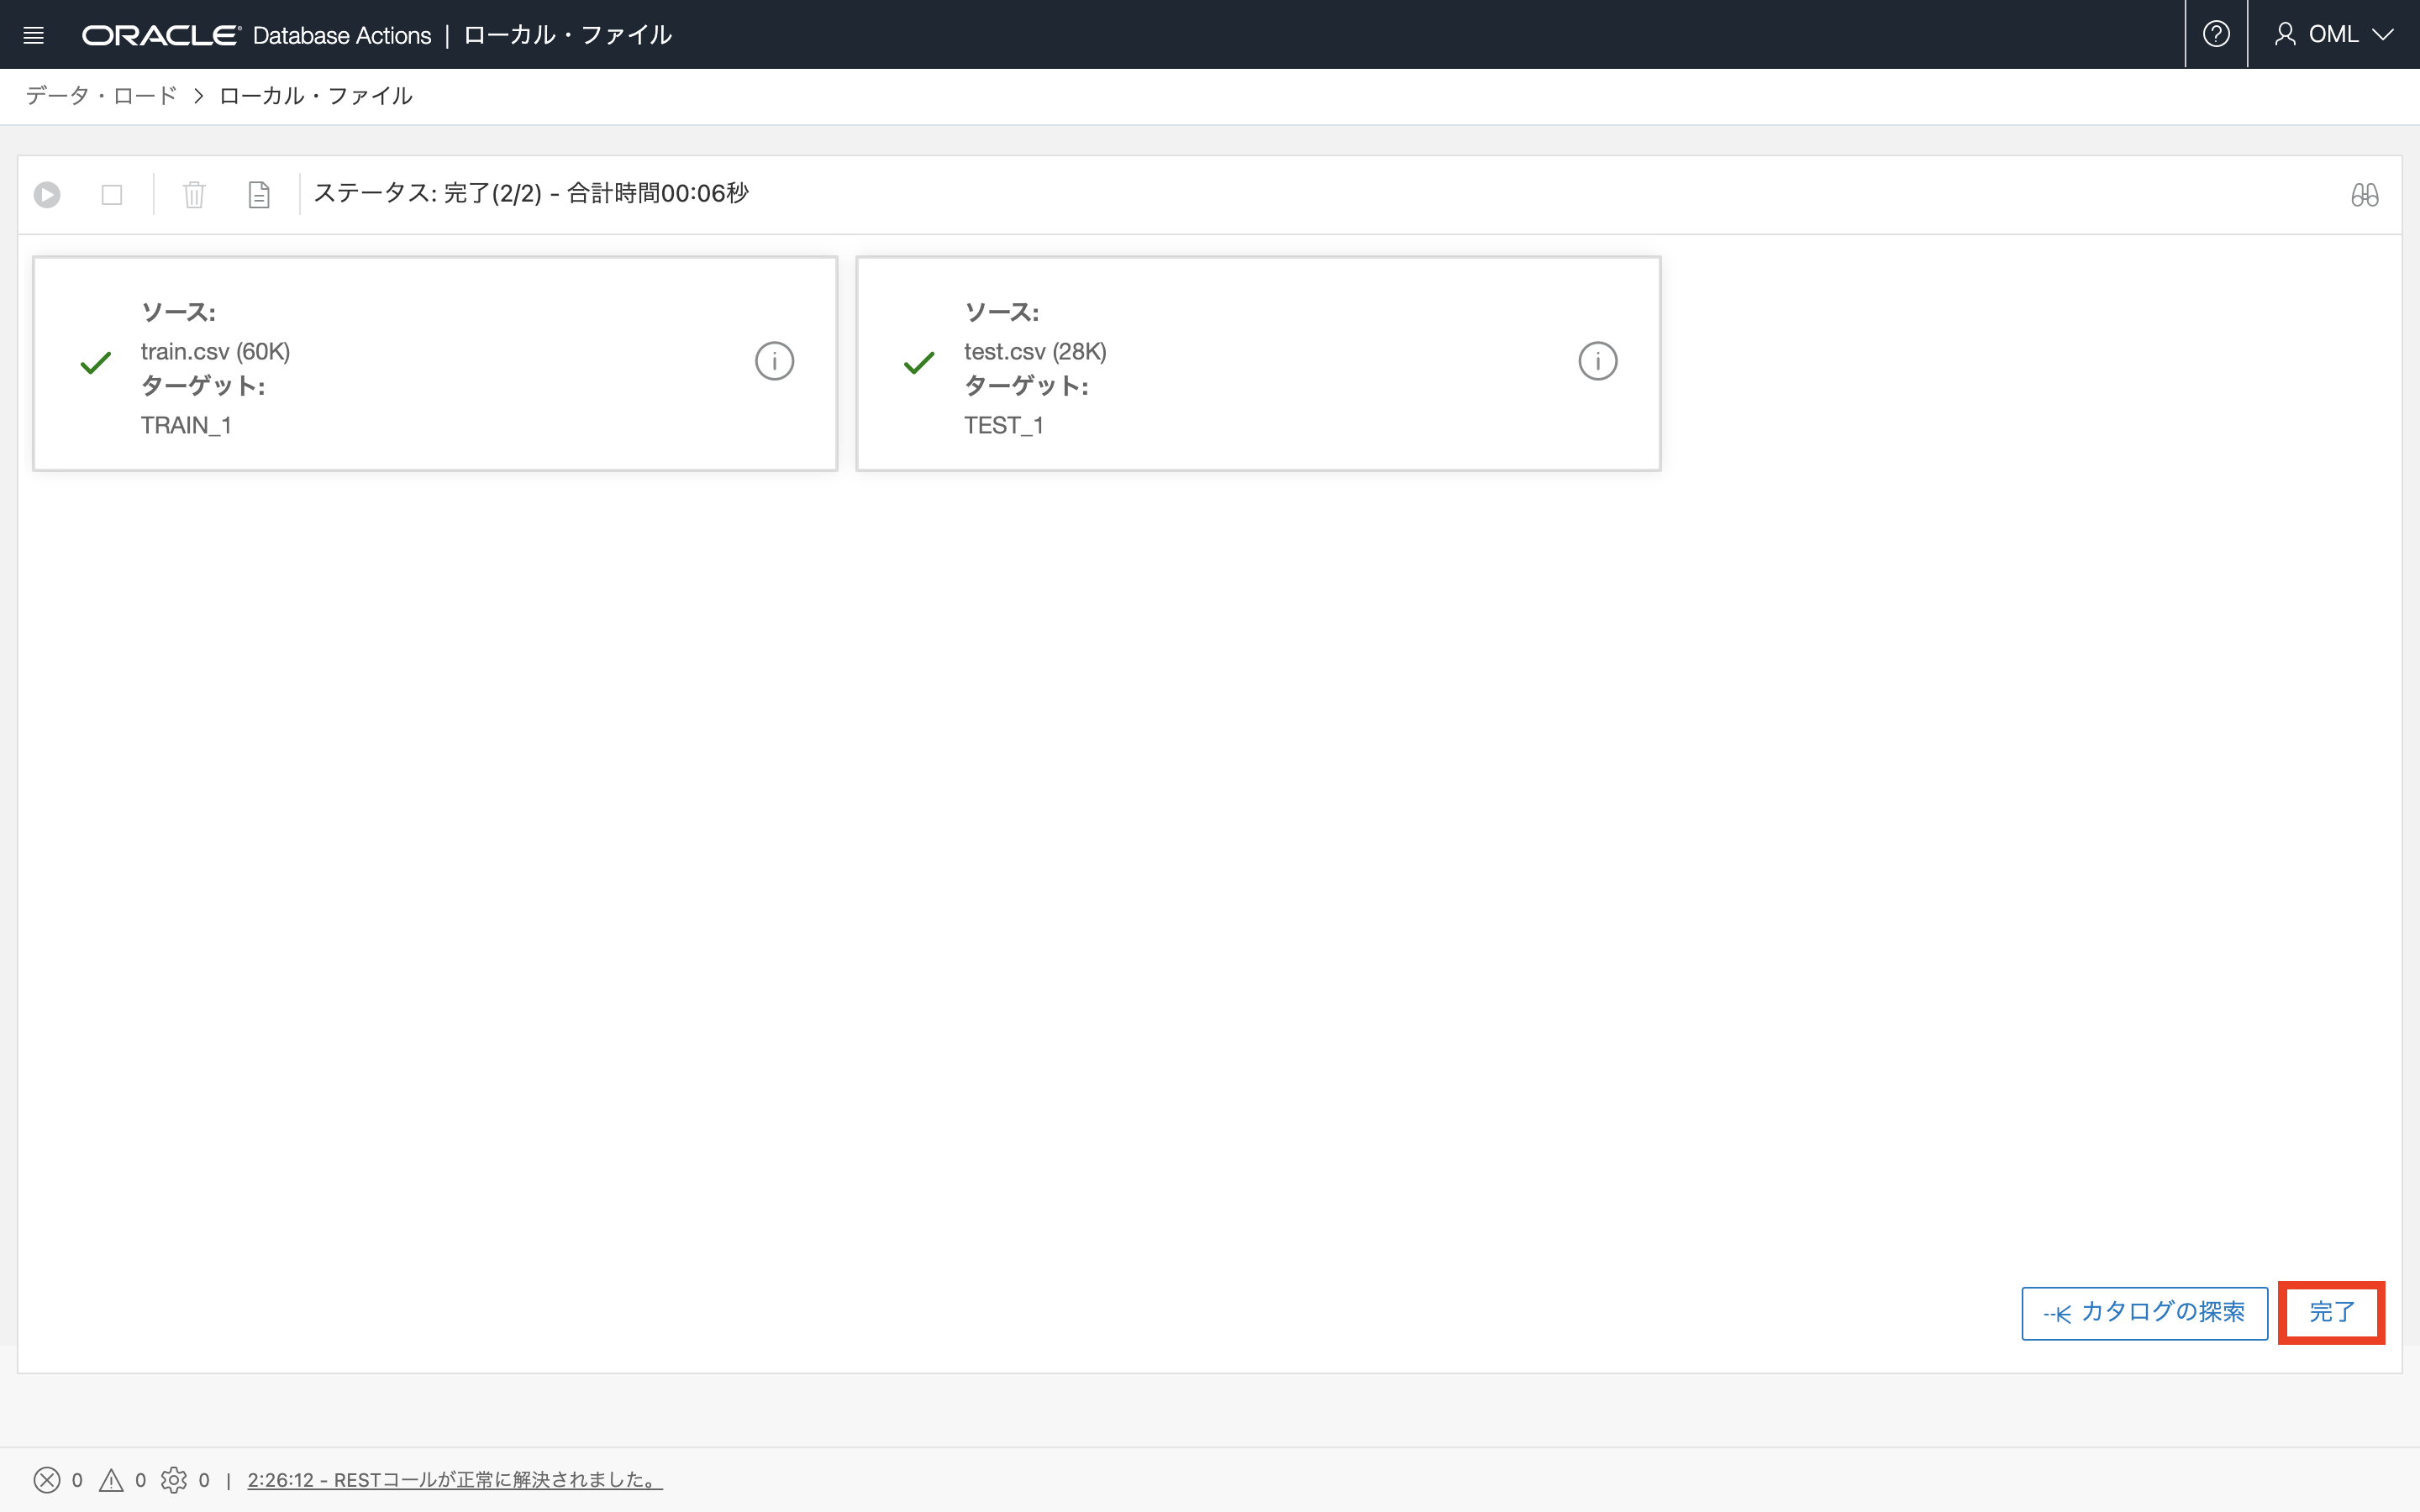 ORACLE Database Actions | ローカル・ファイル
OML
データ・ロード > ローカル・ファイル
ステータス: 完了(2/2) - 合計時間00:06秒
ソース:
train.csv (60K)
ターゲット:
TRAIN_1
ソース:
test.csv (28K)
ターゲット:
TEST_1
カタログの探索
完了
0 0 0 | 2:26:12 - RESTコールが正常に解決されました。